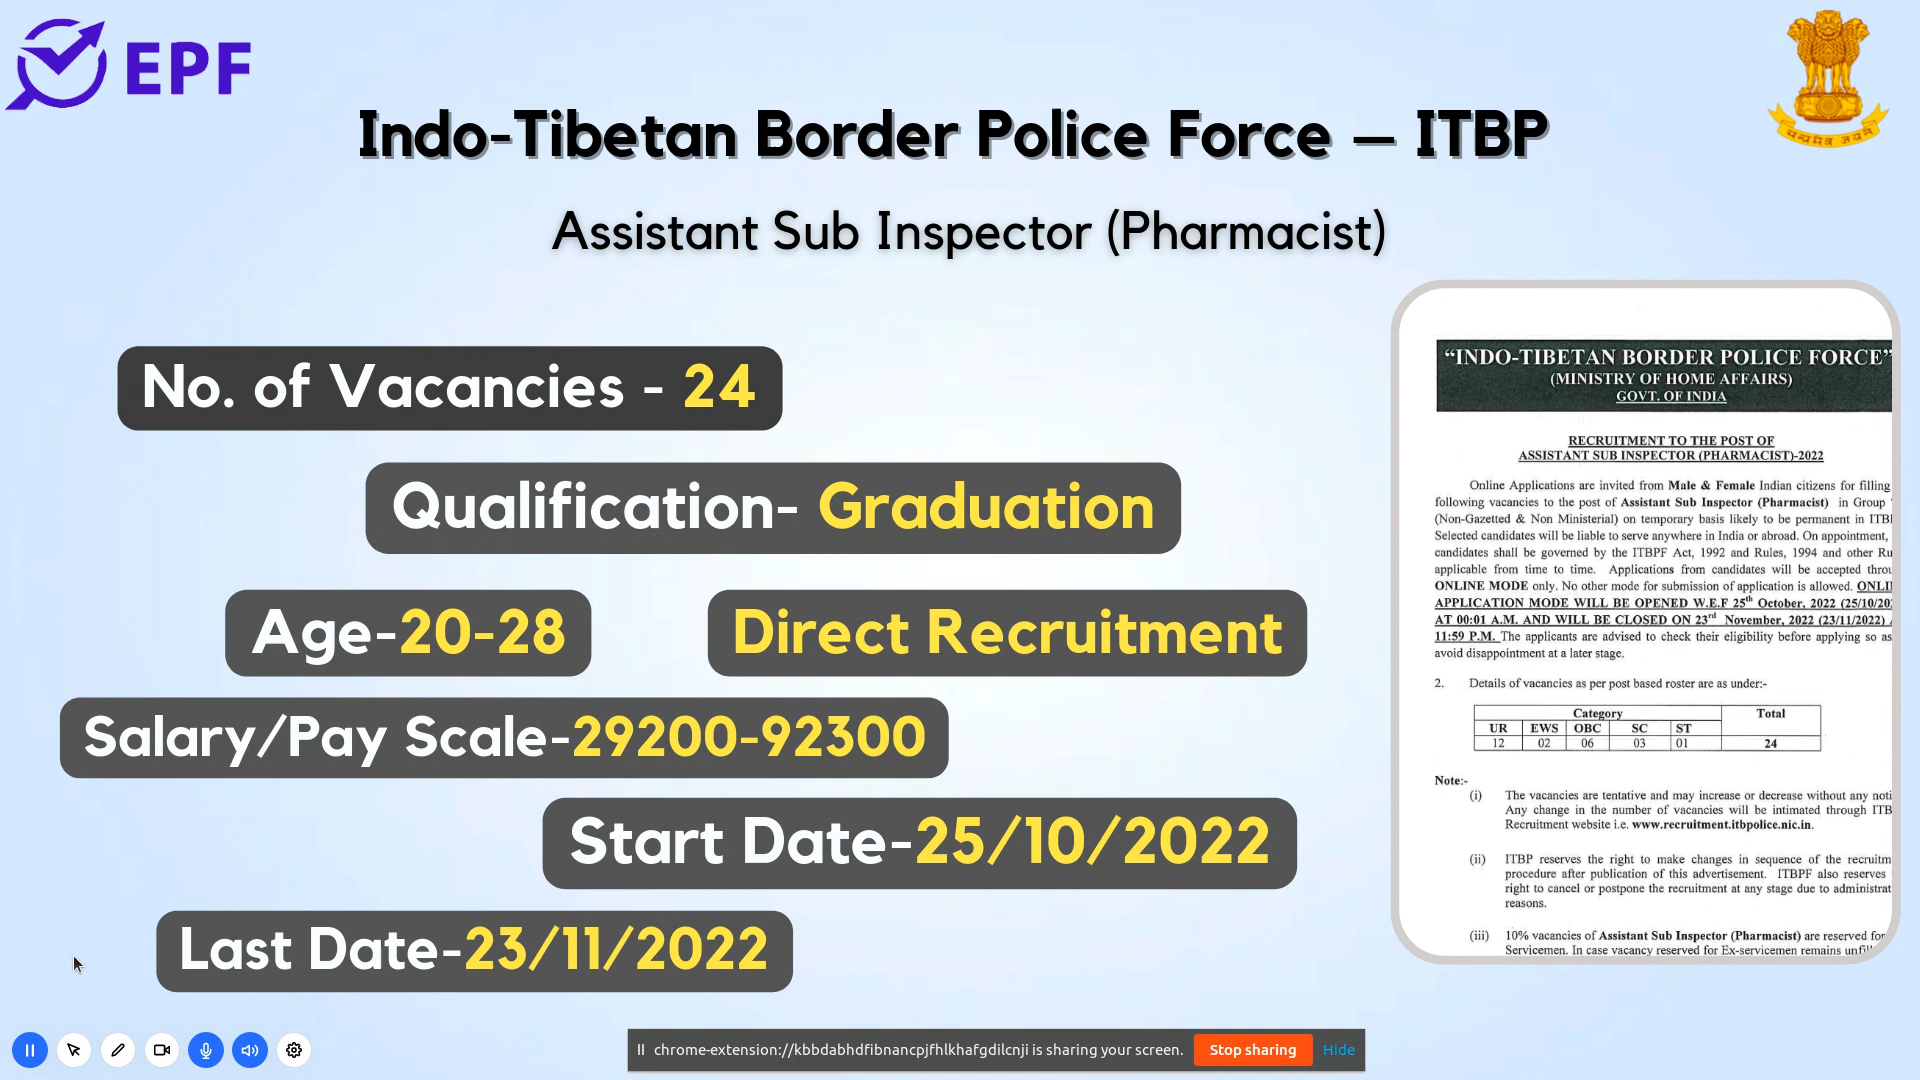 EPF
सत्यमेव जयते
Indo-Tibetan Border Police Force – ITBP
Assistant Sub Inspector (Pharmacist)
No. of Vacancies - 24
Qualification- Graduation
Age-20-28
Direct Recruitment
Salary/Pay Scale-29200-92300
Start Date-25/10/2022
Last Date-23/11/2022
“INDO-TIBETAN BORDER POLICE FORCE”
(MINISTRY OF HOME AFFAIRS)
GOVT. OF INDIA
RECRUITMENT TO THE POST OF
ASSISTANT SUB INSPECTOR (PHARMACIST)-2022
Online Applications are invited from Male & Female Indian citizens for filling
following vacancies to the post of Assistant Sub Inspector (Pharmacist) in Group
(Non-Gazetted & Non Ministerial) on temporary basis likely to be permanent in
Selected candidates will be liable to serve anywhere in India or abroad. On appointment,
candidates shall be governed by the ITBPF Act, 1992 and Rules, 1994 and other
applicable from time to time. Applications from candidates will be accepted
ONLINE MODE only. No other mode for submission of application is allowed.
APPLICATION MODE WILL BE OPENED W.E.F 25th October, 2022
AT 00:01 A.M. AND WILL BE CLOSED ON 23rd November, 2022 (23/11/2022)
11:59 P.M. The applicants are advised to check their eligibility before applying so as
avoid disappointment at a later stage.
2. Details of vacancies as per post based roster are as under:-
Category Total
UR EWS OBC SC ST
12 02 06 03 01 24
Note:-
(i) The vacancies are tentative and may increase or decrease without any
Any change in the number of vacancies will be intimated through
Recruitment website i.e. www.recruitment.itbpolice.nic.in.
(ii) ITBP reserves the right to make changes in sequence of the
procedure after publication of this advertisement. ITBPF also reserves
right to cancel or postpone the recruitment at any stage due to
reasons.
(iii) 10% vacancies of Assistant Sub Inspector (Pharmacist) are reserved for
Servicemen. In case vacancy reserved for Ex-servicemen remains
chrome-extension://kbbdabhdfibnancpjfhlkhafgdilcnji is sharing your screen. Stop sharing Hide